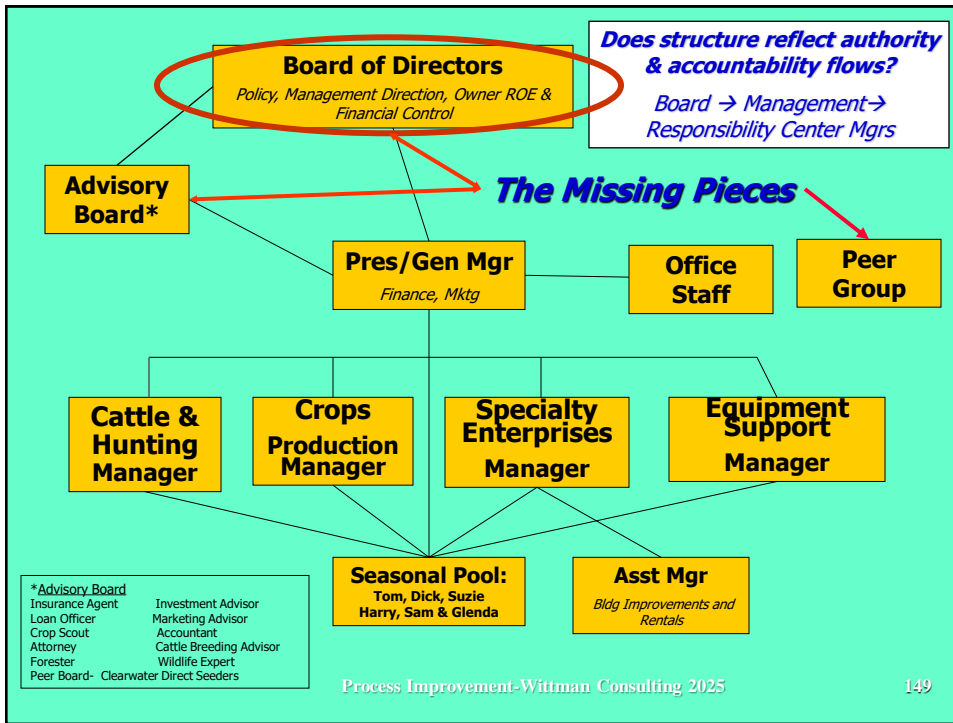 Board of Directors
Policy, Management Direction, Owner ROE &
Financial Control
Does structure reflect authority
& accountability flows?
Board → Management→
Responsibility Center Mgrs
Advisory
Board*
The Missing Pieces
Pres/Gen Mgr
Finance, Mktg
Office
Staff
Peer
Group
Cattle &
Hunting
Manager
Crops
Production
Manager
Specialty
Enterprises
Manager
Equipment
Support
Manager
Seasonal Pool:
Tom, Dick, Suzie
Harry, Sam & Glenda
Asst Mgr
Bldg Improvements and
Rentals
*Advisory Board
Insurance Agent Investment Advisor
Loan Officer Marketing Advisor
Crop Scout Accountant
Attorney Cattle Breeding Advisor
Forester Wildlife Expert
Peer Board- Clearwater Direct Seeders
Process Improvement-Wittman Consulting 2025
149